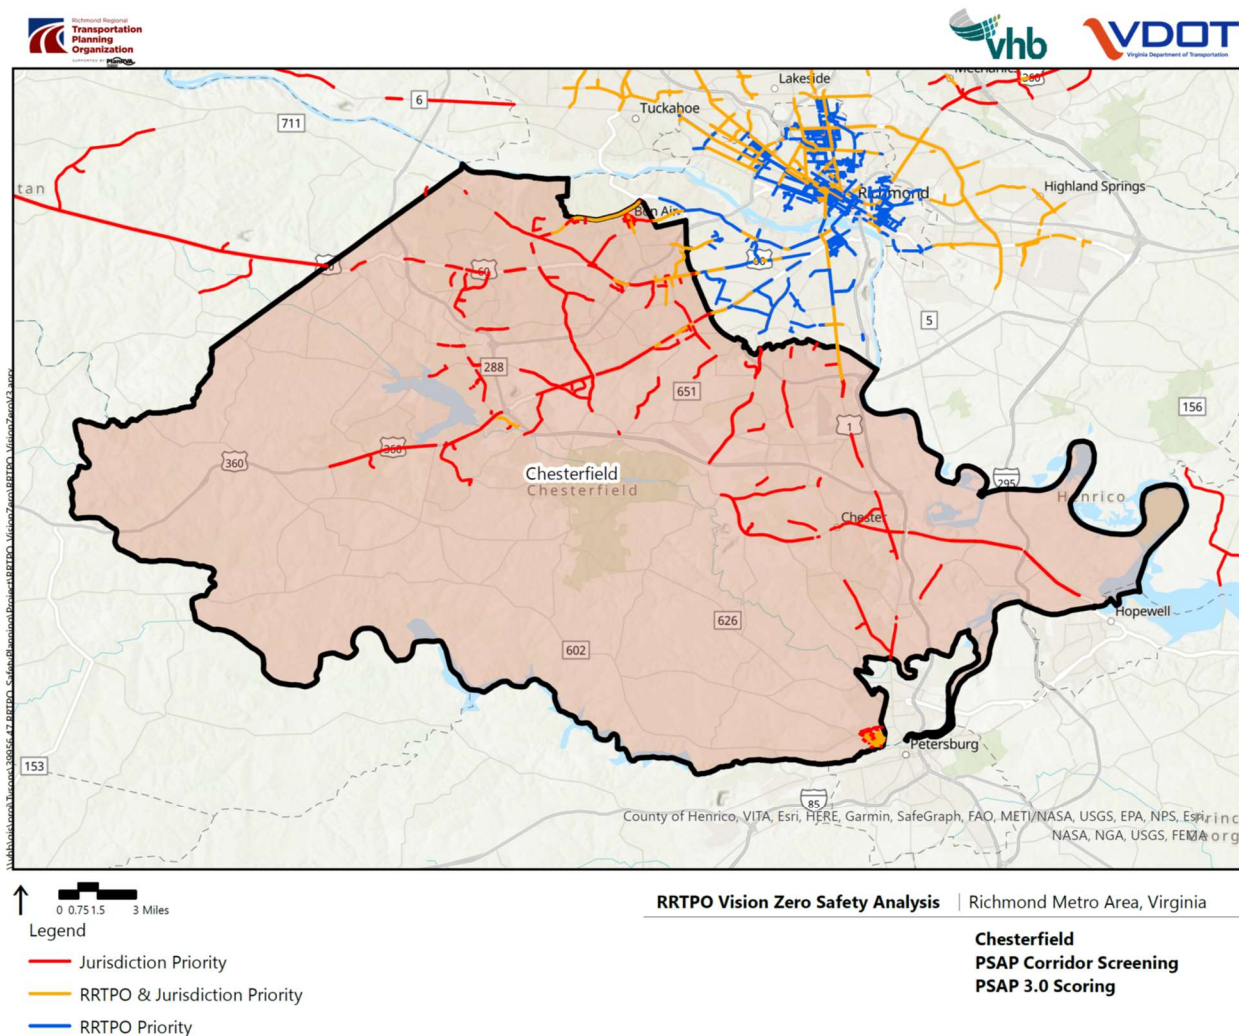 Richmond Regional
Transportation
Planning
Organization
SUPPORTED BY PlanRVA
vhb
VDOT
Virginia Department of Transportation
Lakeside
360
6
Tuckahoe
711
Richmond
Highland Springs
Bon Air
60
5
288
651
156
1
360
360
Chesterfield
Chesterfield
295
Henrico
Chester
Hopewell
626
602
Petersburg
153
85
County of Henrico, VITA, Esri, HERE, Garmin, SafeGraph, FAO, METI/NASA, USGS, EPA, NPS, Esri,
NASA, NGA, USGS, FEMA
0 0.75 1.5 3 Miles
RRTPO Vision Zero Safety Analysis | Richmond Metro Area, Virginia
Legend
Chesterfield
PSAP Corridor Screening
PSAP 3.0 Scoring
Jurisdiction Priority
RRTPO & Jurisdiction Priority
RRTPO Priority